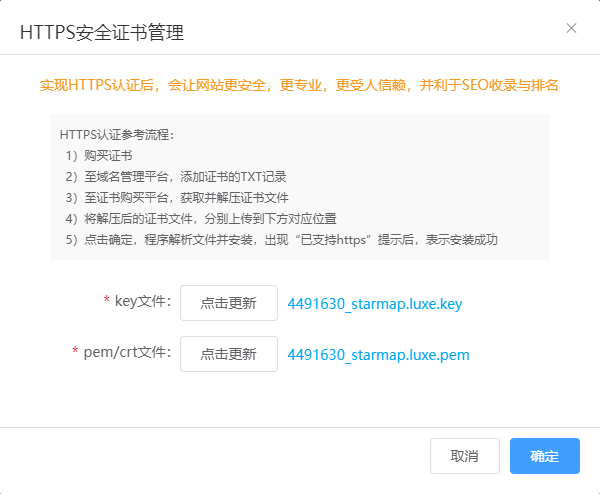 HTTPS安全证书管理
实现HTTPS认证后，会让网站更安全，更专业，更受人信赖，并利于SEO收录与排名
HTTPS认证参考流程：
1）购买证书
2）至域名管理平台，添加证书的TXT记录
3）至证书购买平台，获取并解压证书文件
4）将解压后的证书文件，分别上传到下方对应位置
5）点击确定，程序解析文件并安装，出现“已支持https”提示后，表示安装成功
* key文件： 点击更新 4491630_starmap.luxe.key
* pem/crt文件： 点击更新 4491630_starmap.luxe.pem
取消 确定